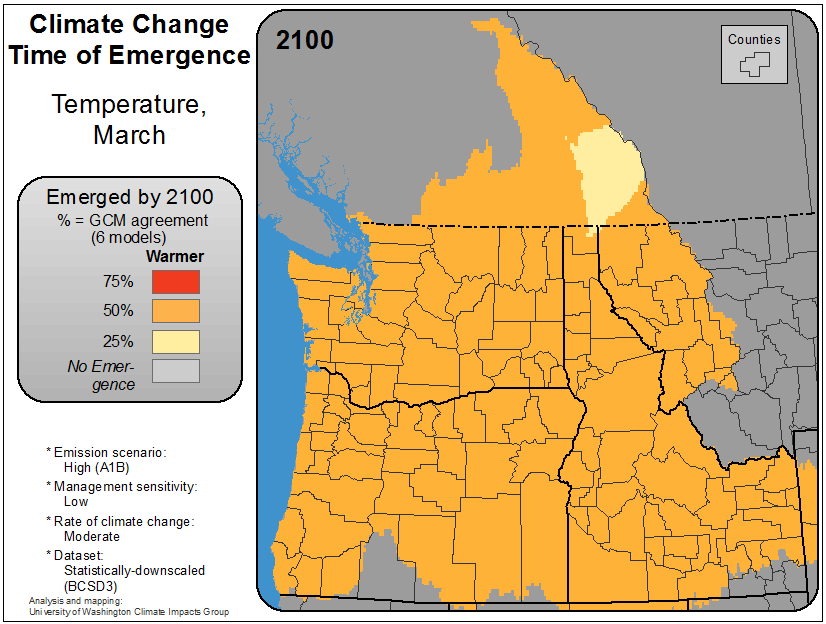 Climate Change
Time of Emergence
Temperature,
March
Emerged by 2100
% = GCM agreement
(6 models)
Warmer
75%
50%
25%
No Emer-
gence
* Emission scenario:
High (A1B)
* Management sensitivity:
Low
* Rate of climate change:
Moderate
* Dataset:
Statistically-downscaled
(BCSD3)
Analysis and mapping:
University of Washington Climate Impacts Group
2100
Counties